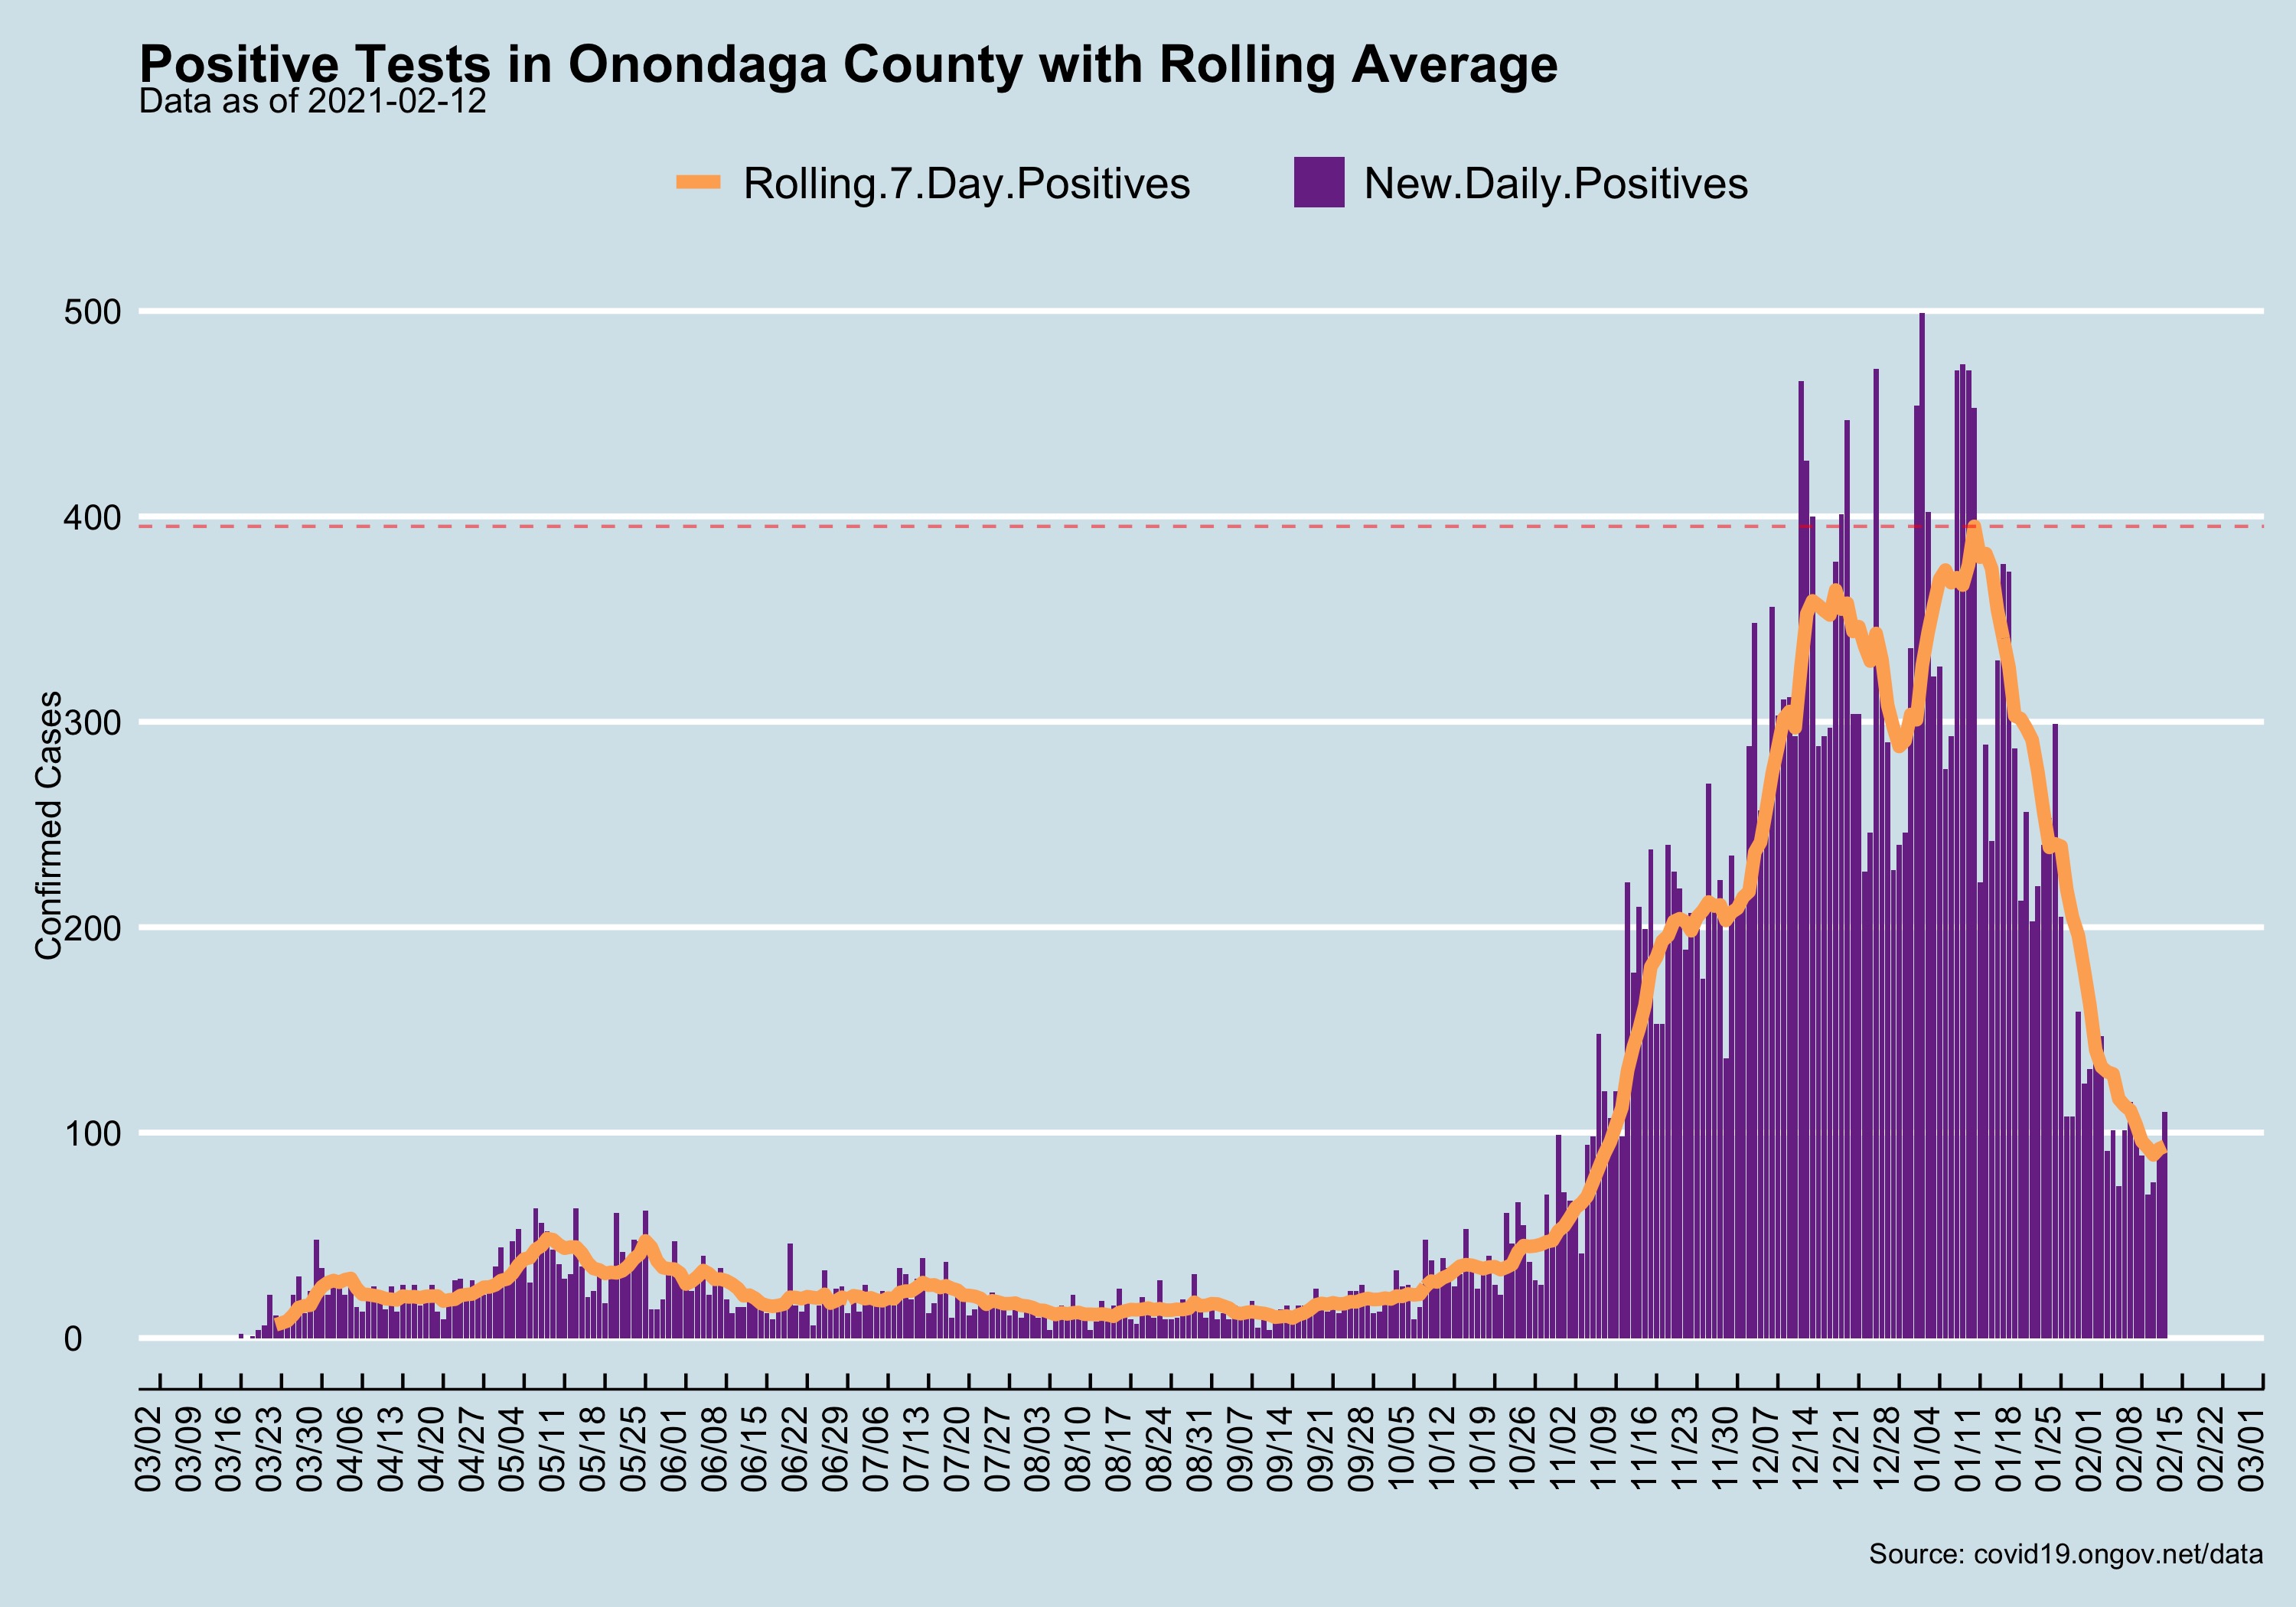 Positive Tests in Onondaga County with Rolling Average
Data as of 2021-02-12
Rolling.7.Day.Positives New.Daily.Positives
500
400
300
200
100
0
Confirmed Cases
03/02 03/09 03/16 03/23 03/30 04/06 04/13 04/20 04/27 05/04 05/11 05/18 05/25 06/01 06/08 06/15 06/22 06/29 07/06 07/13 07/20 07/27 08/03 08/10 08/17 08/24 08/31 09/07 09/14 09/21 09/28 10/05 10/12 10/19 10/26 11/02 11/09 11/16 11/23 11/30 12/07 12/14 12/21 12/28 01/04 01/11 01/18 01/25 02/01 02/08 02/15 02/22 03/01
Source: covid19.ongov.net/data